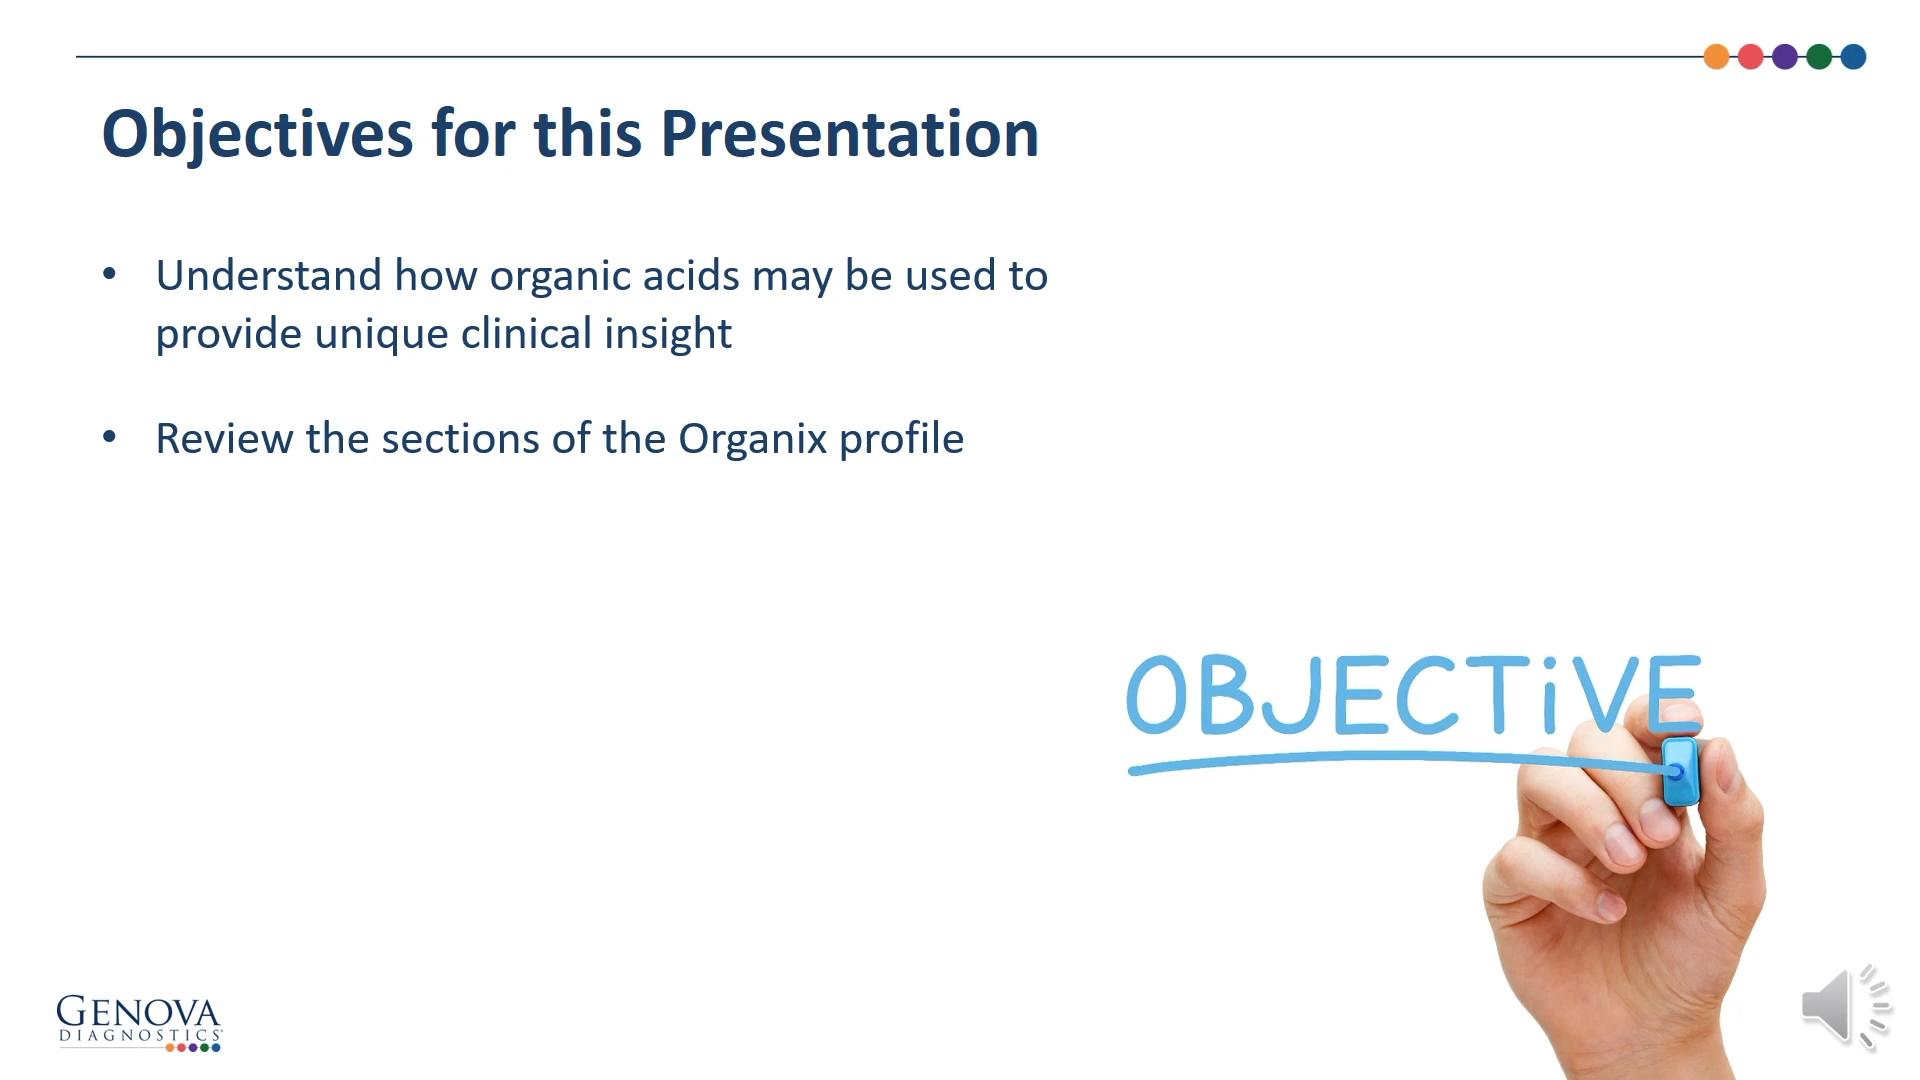 Objectives for this Presentation
• Understand how organic acids may be used to
provide unique clinical insight
• Review the sections of the Organix profile
OBJECTiVE
GENOVA
DIAGNOSTICS